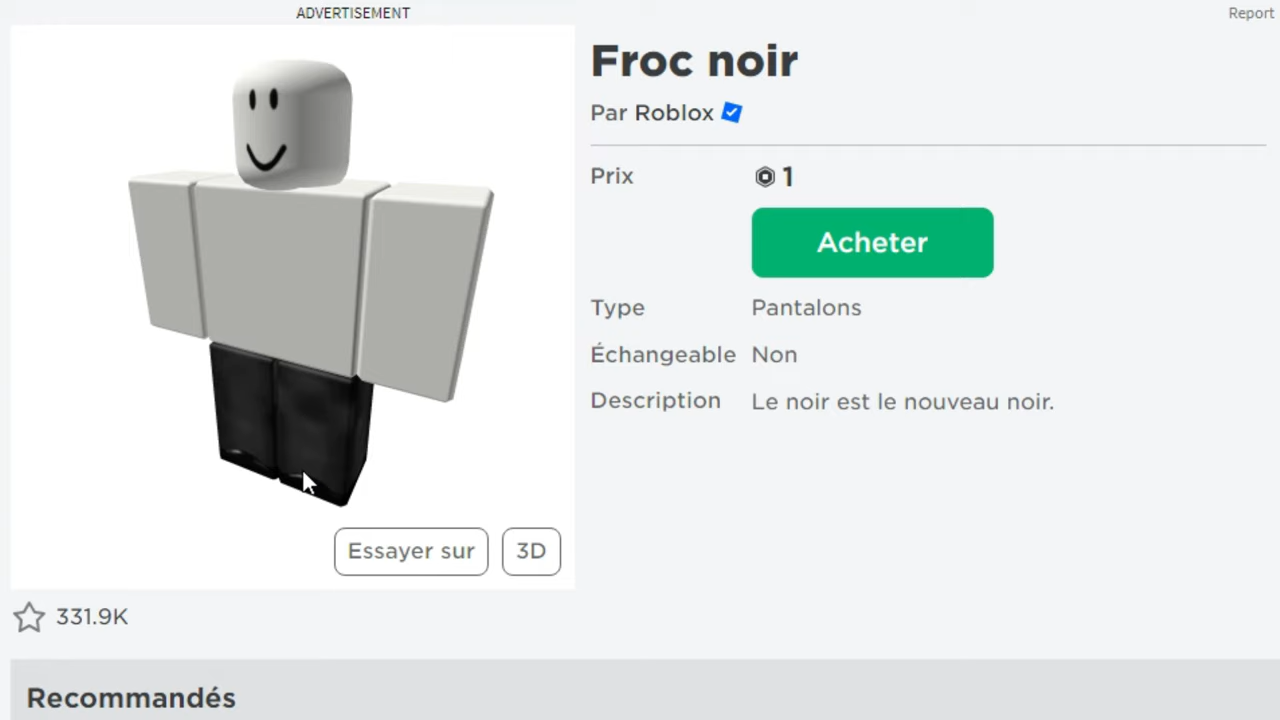 ADVERTISEMENT
Report
Froc noir
Par Roblox
Prix 1
Acheter
Type Pantalons
Échangeable Non
Description Le noir est le nouveau noir.
Essayer sur 3D
331.9K
Recommandés